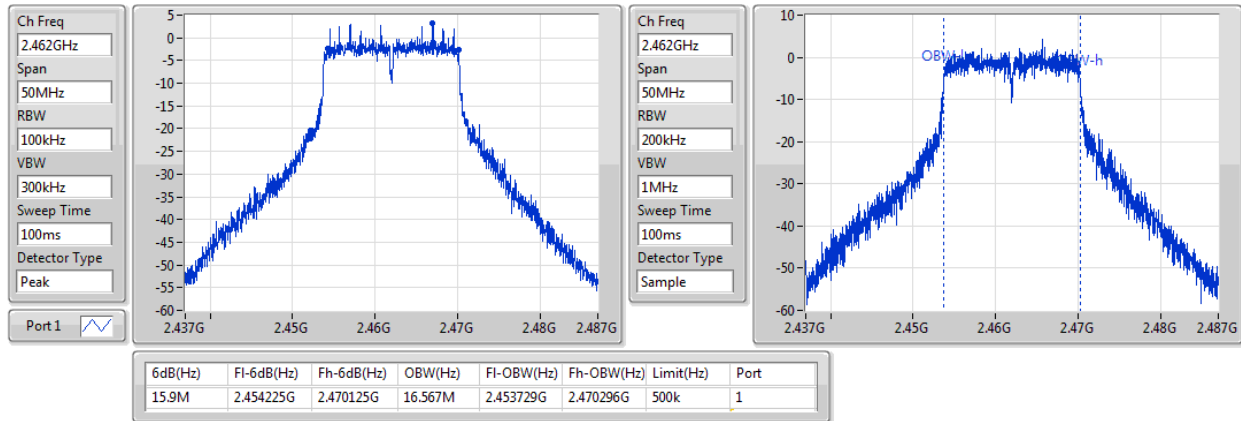 Ch Freq
2.462GHz
Span
50MHz
RBW
100kHz
VBW
300kHz
Sweep Time
100ms
Detector Type
Peak
Port 1
5
0
-5
-10
-15
-20
-25
-30
-35
-40
-45
-50
-55
-60
2.437G 2.45G 2.46G 2.47G 2.48G 2.487G
Ch Freq
2.462GHz
Span
50MHz
RBW
200kHz
VBW
1MHz
Sweep Time
100ms
Detector Type
Sample
10
0
-10
-20
-30
-40
-50
-60
OBW W-h
2.437G 2.45G 2.46G 2.47G 2.48G 2.487G
6dB(Hz) Fl-6dB(Hz) Fh-6dB(Hz) OBW(Hz) Fl-OBW(Hz) Fh-OBW(Hz) Limit(Hz) Port
15.9M 2.454225G 2.470125G 16.567M 2.453729G 2.470296G 500k 1